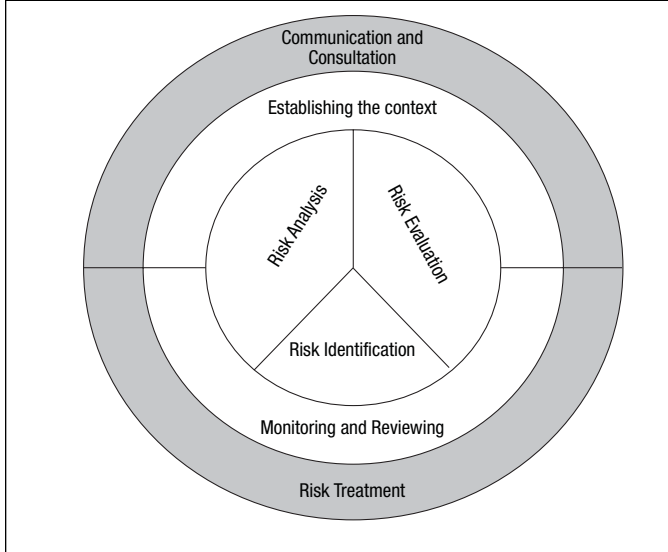 Communication and
Consultation
Establishing the context
Risk Analysis
Risk Evaluation
Risk Identification
Monitoring and Reviewing
Risk Treatment